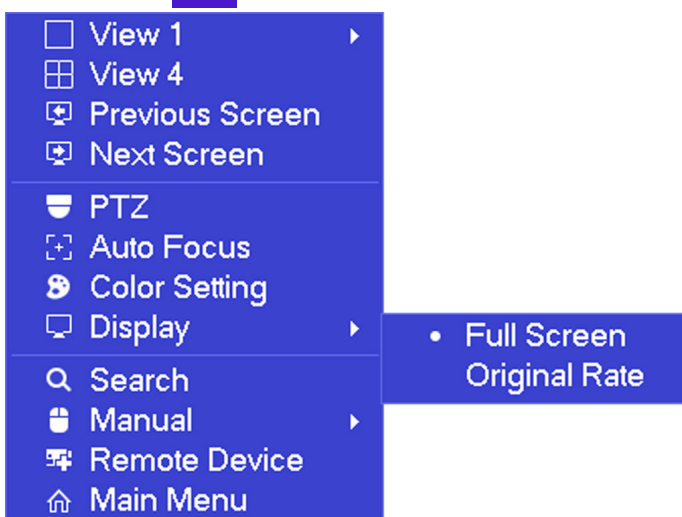 View 1
View 4
Previous Screen
Next Screen
PTZ
Auto Focus
Color Setting
Display
Full Screen
Original Rate
Search
Manual
Remote Device
Main Menu